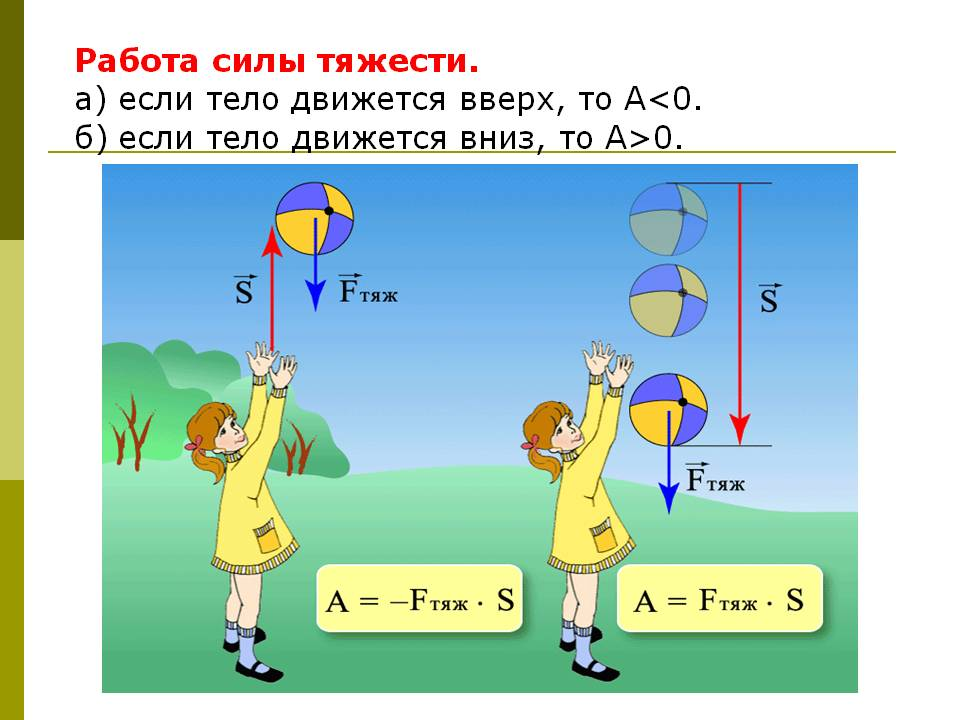 Работа силы тяжести.
а) если тело движется вверх, то А<0.
б) если тело движется вниз, то А>0.
S
Fтяж
S
Fтяж
A = –Fтяж · S
A = Fтяж · S